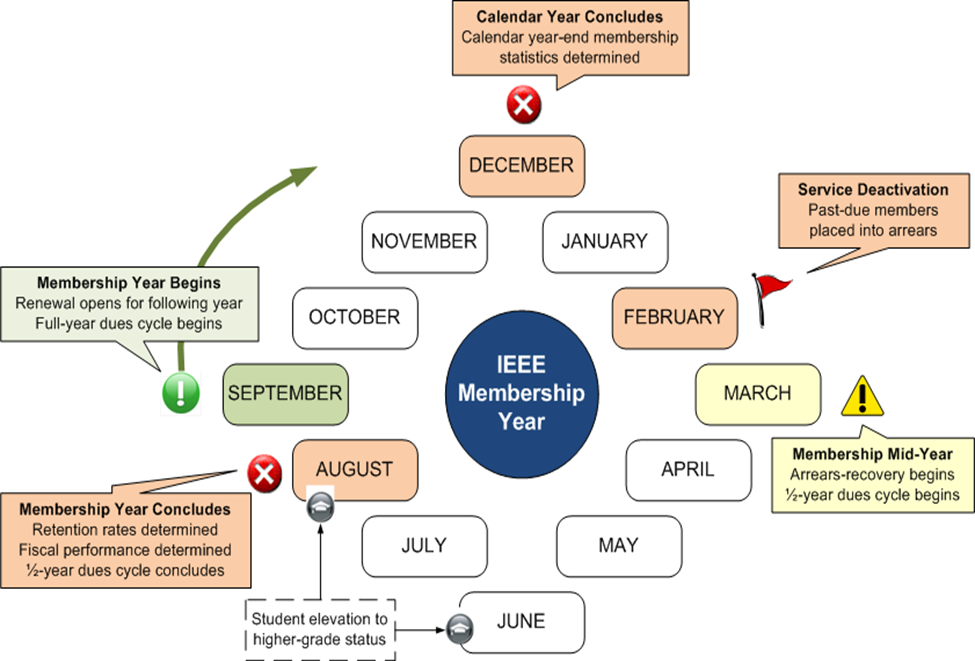 Calendar Year Concludes
Calendar year-end membership
statistics determined
DECEMBER
Service Deactivation
Past-due members
placed into arrears
NOVEMBER
JANUARY
Membership Year Begins
Renewal opens for following year
Full-year dues cycle begins
OCTOBER
FEBRUARY
IEEE
Membership
Year
SEPTEMBER
MARCH
Membership Mid-Year
Arrears-recovery begins
½-year dues cycle begins
AUGUST
APRIL
Membership Year Concludes
Retention rates determined
Fiscal performance determined
½-year dues cycle concludes
JULY
MAY
Student elevation to
higher-grade status
JUNE